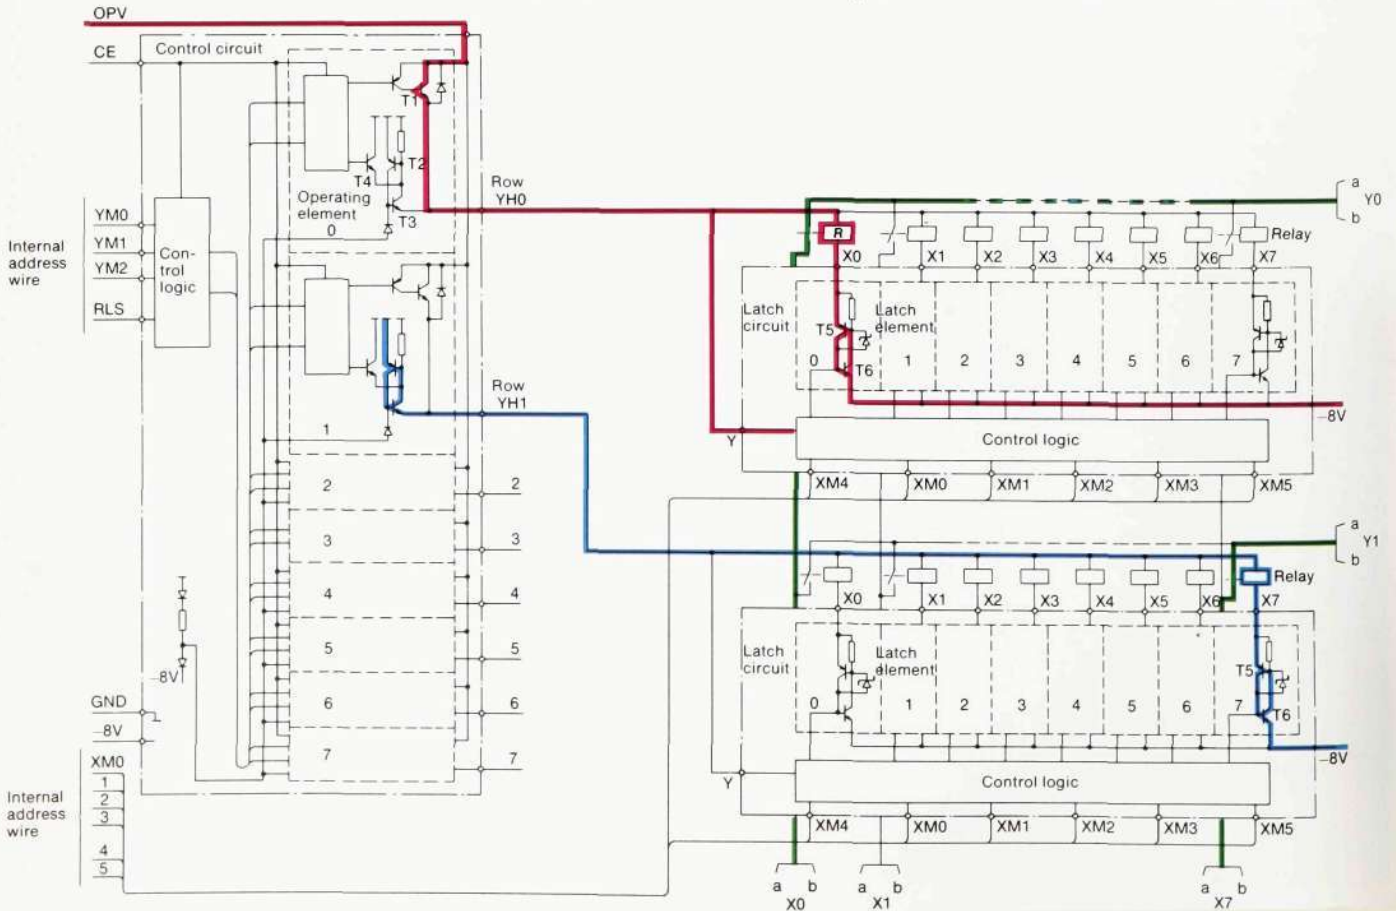 OPV
CE
Control circuit
T1
T2
T4
T3
Operating
element
0
YM0
YM1
YM2
RLS
Internal
address
wire
Con-
trol
logic
Row
YH0
Row
YH1
1
2
2
3
3
4
4
5
5
6
6
7
7
-8V
GND
-8V
XM0
1
2
3
4
5
Internal
address
wire
a
Y0
b
R
Relay
X0
X1
X2
X3
X4
X5
X6
X7
Latch
circuit
Latch
element
T5
T6
0
1
2
3
4
5
6
7
-8V
Y
Control logic
XM4
XM0
XM1
XM2
XM3
XM5
a
Y1
b
Relay
X0
X1
X2
X3
X4
X5
X6
X7
Latch
circuit
Latch
element
T5
T6
0
1
2
3
4
5
6
7
-8V
Y
Control logic
XM4
XM0
XM1
XM2
XM3
XM5
a b
X0
a b
X1
a b
X7